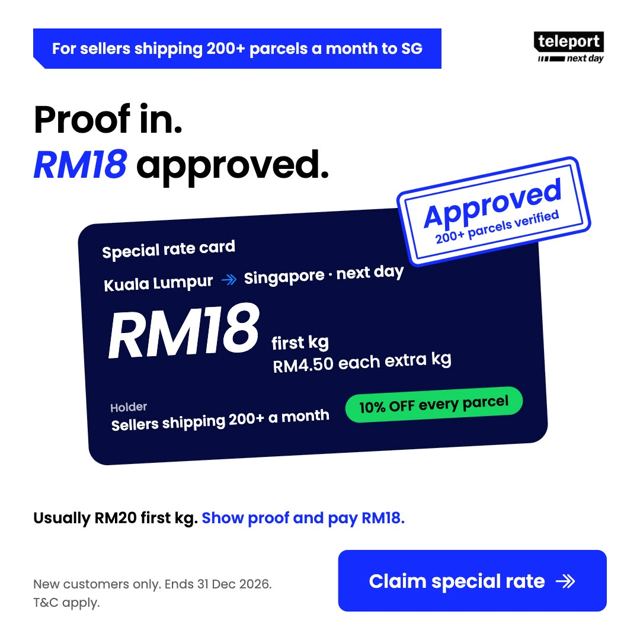 For sellers shipping 200+ parcels a month to SG
teleport
next day
Proof in.
RM18 approved.
Approved
200+ parcels verified
Special rate card
Kuala Lumpur → Singapore · next day
RM18 first kg
RM4.50 each extra kg
Holder
Sellers shipping 200+ a month
10% OFF every parcel
Usually RM20 first kg. Show proof and pay RM18.
New customers only. Ends 31 Dec 2026.
T&C apply.
Claim special rate →